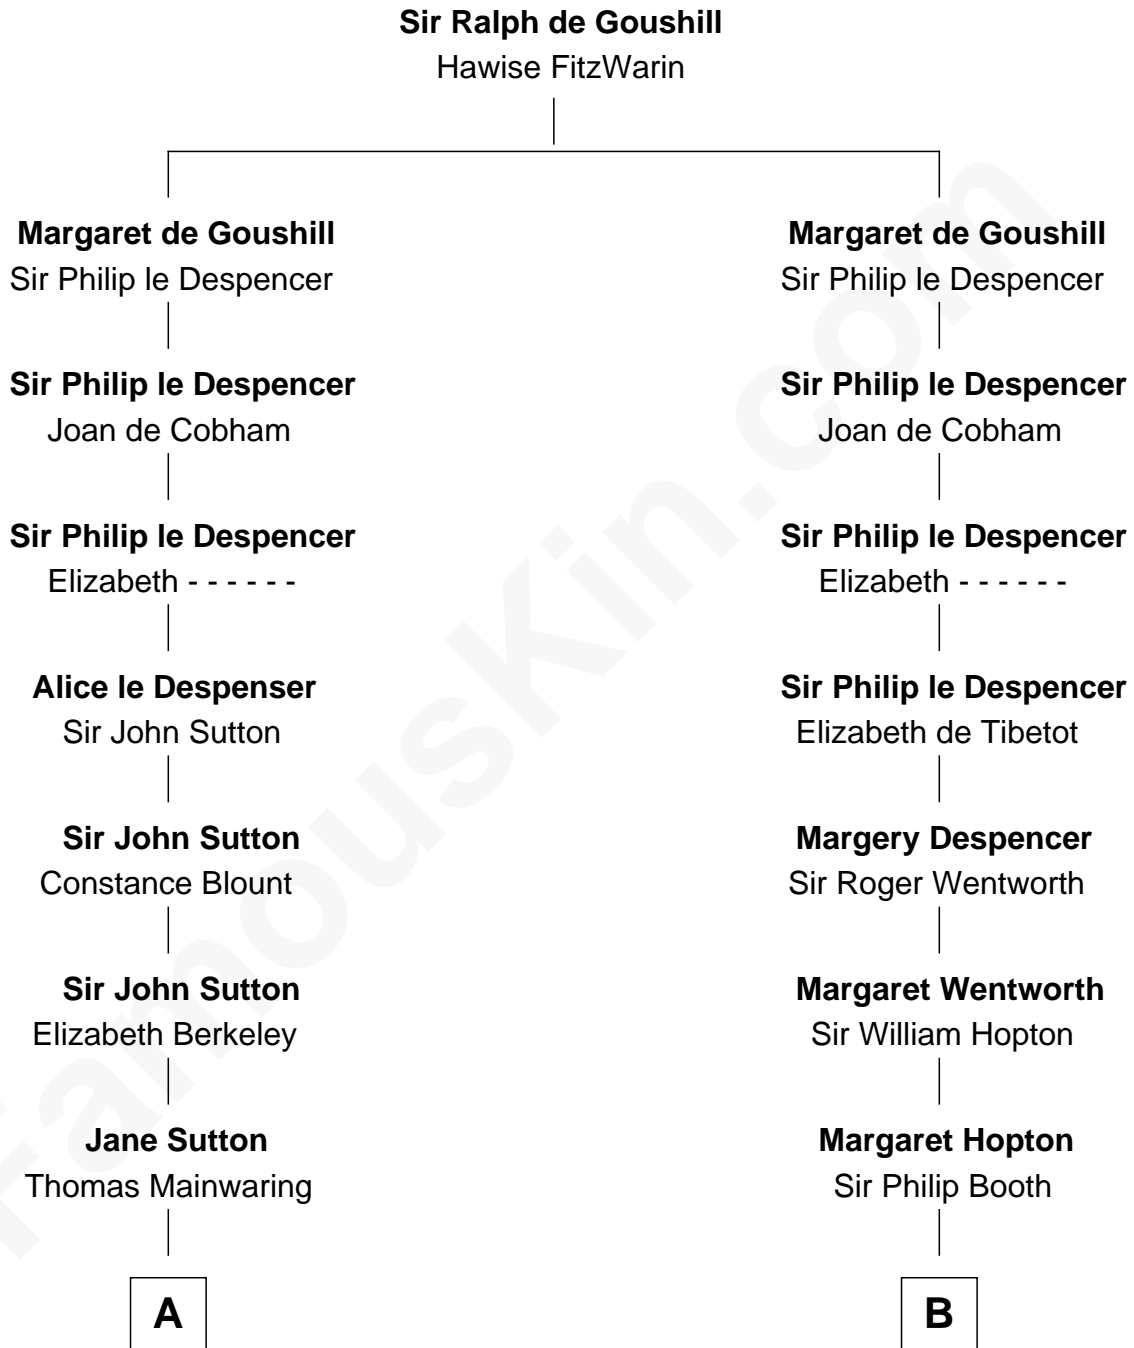 Sir Ralph de Goushill
Hawise FitzWarin
Margaret de Goushill
Sir Philip le Despencer
Margaret de Goushill
Sir Philip le Despencer
Sir Philip le Despencer
Joan de Cobham
Sir Philip le Despencer
Joan de Cobham
Sir Philip le Despencer
Elizabeth - - - - - -
Sir Philip le Despencer
Elizabeth - - - - - -
Alice le Despenser
Sir John Sutton
Sir Philip le Despencer
Elizabeth de Tibetot
Sir John Sutton
Constance Blount
Margery Despencer
Sir Roger Wentworth
Sir John Sutton
Elizabeth Berkeley
Margaret Wentworth
Sir William Hopton
Jane Sutton
Thomas Mainwaring
Margaret Hopton
Sir Philip Booth
A
B
FamousKin.com